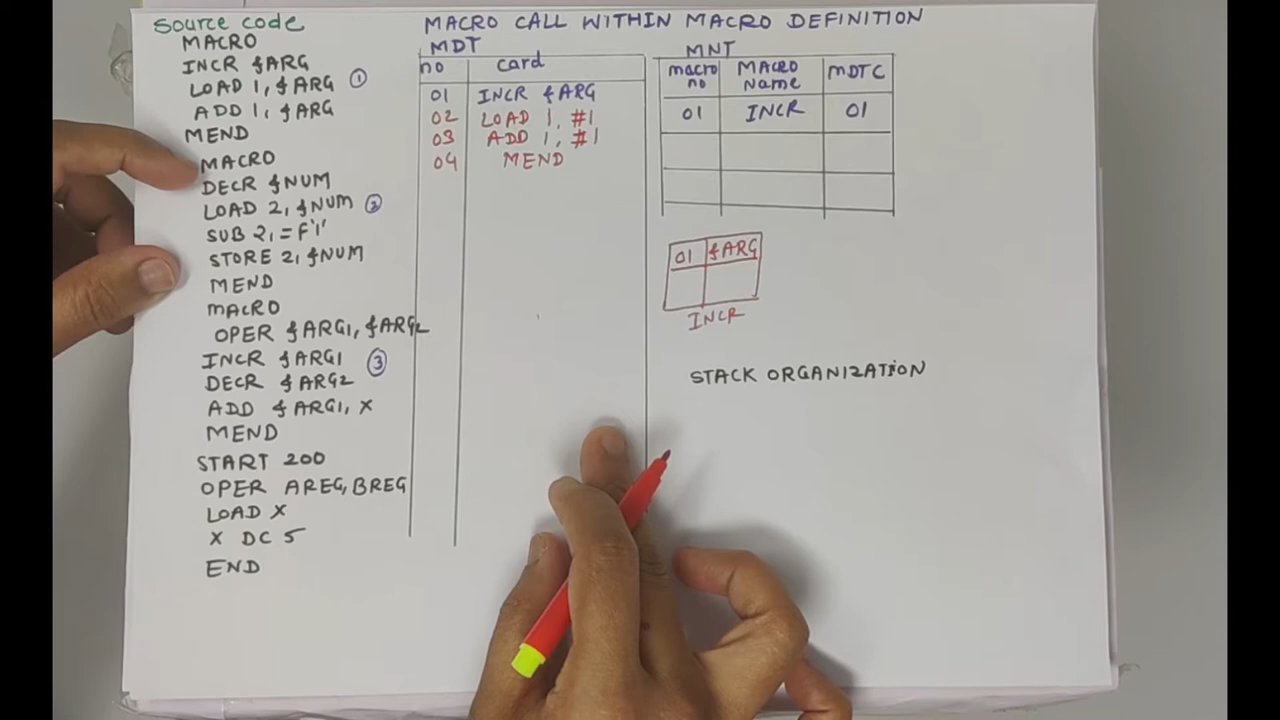 Source code
MACRO
INCR &ARG
LOAD 1, &ARG ①
ADD 1, &ARG
MEND
MACRO
DECR &NUM
LOAD 2, &NUM ②
SUB 2, =F'1'
STORE 2, &NUM
MEND
MACRO
OPER &ARG1, &ARG2
INCR &ARG1 ③
DECR &ARG2
ADD &ARG1, X
MEND
START 200
OPER AREG, BREG
LOAD X
X DC 5
END
MACRO CALL WITHIN MACRO DEFINITION
MDT
no card
01 INCR &ARG
02 LOAD 1, #1
03 ADD 1, #1
04 MEND
MNT
macro no MACRO Name MDTC
01 INCR 01
01 &ARG
INCR
STACK ORGANIZATION